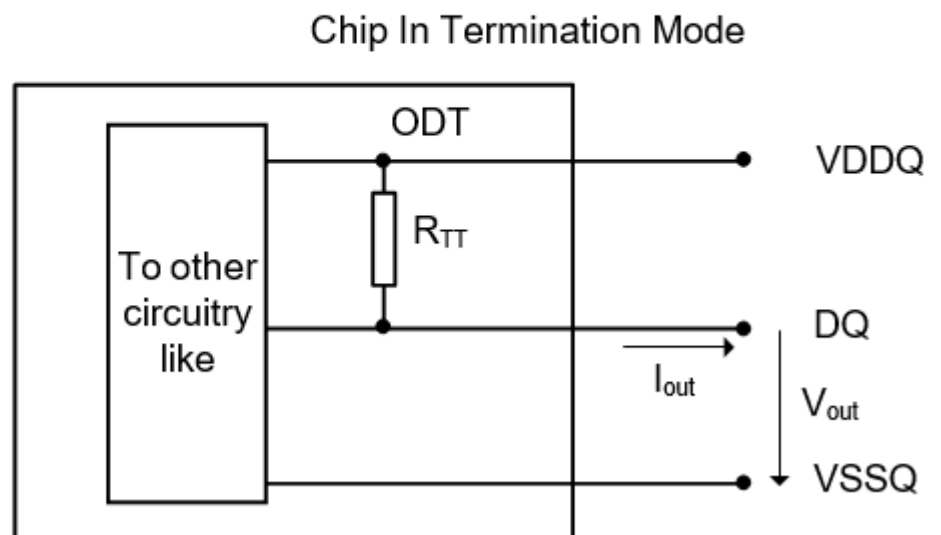 Chip In Termination Mode
ODT
VDDQ
RTT
To other
circuitry
like
DQ
Iout
Vout
VSSQ